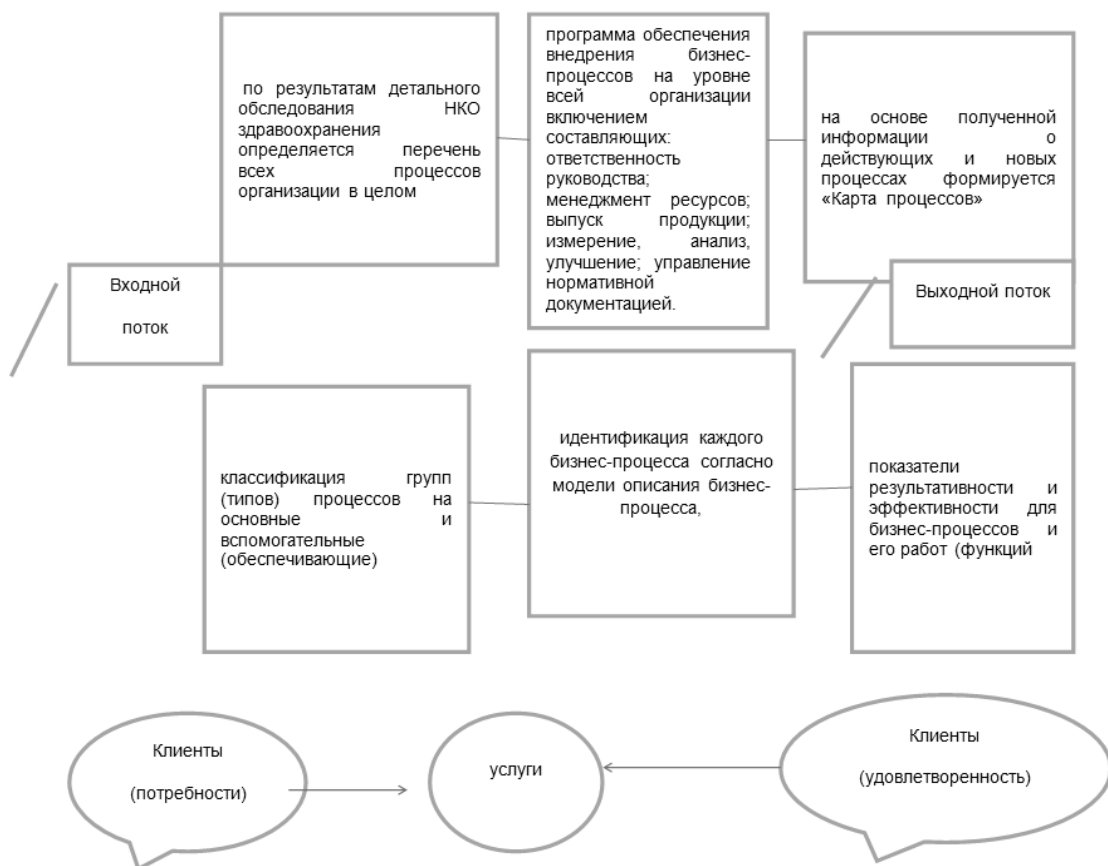 по результатам детального
обследования НКО
здравоохранения
определяется перечень
всех процессов
организации в целом
программа обеспечения
внедрения бизнес-
процессов на уровне
всей организации
включением
составляющих:
ответственность
руководства;
менеджмент ресурсов;
выпуск продукции;
измерение, анализ,
улучшение; управление
нормативной
документацией.
на основе полученной
информации о
действующих и новых
процессах формируется
«Карта процессов»
Входной
поток
Выходной поток
классификация групп
(типов) процессов на
основные и
вспомогательные
(обеспечивающие)
идентификация каждого
бизнес-процесса согласно
модели описания бизнес-
процесса,
показатели
результативности и
эффективности для
бизнес-процессов и
его работ (функций
Клиенты
(потребности)
услуги
Клиенты
(удовлетворенность)